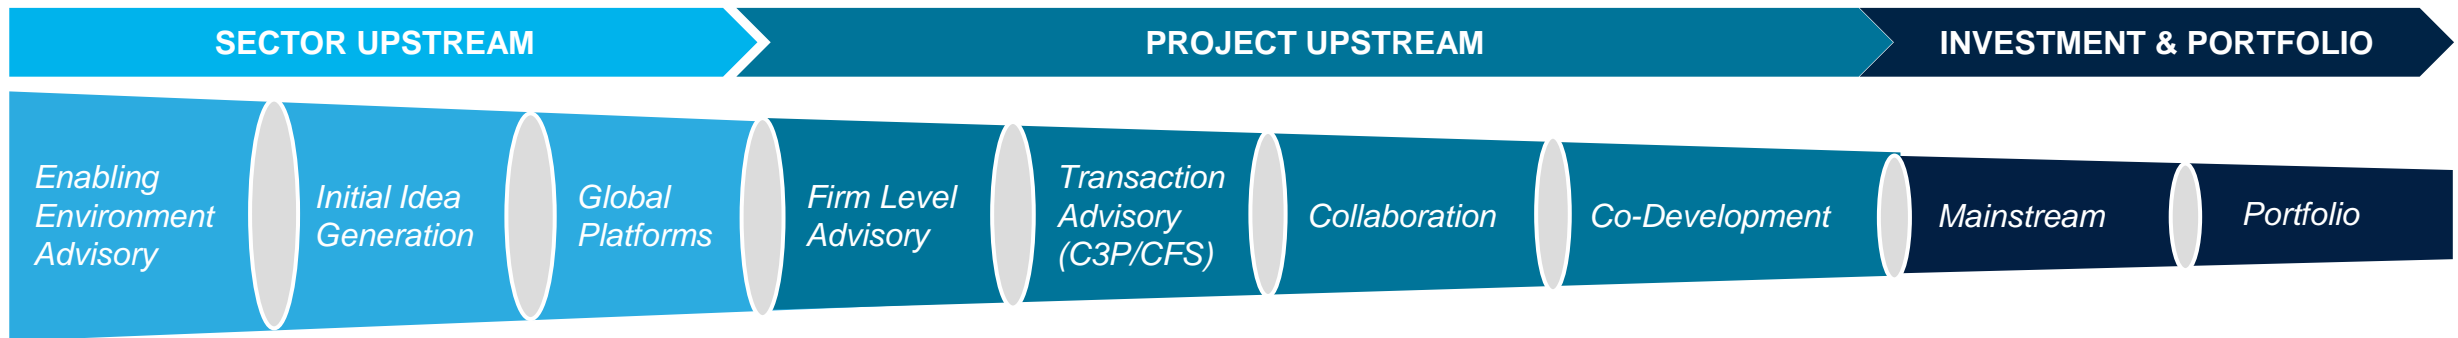 SECTOR UPSTREAM
PROJECT UPSTREAM
INVESTMENT & PORTFOLIO
Enabling
Environment
Advisory
Initial Idea
Generation
Global
Platforms
Firm Level
Advisory
Transaction
Advisory
(C3P/CFS)
Collaboration
Co-Development
Mainstream
Portfolio